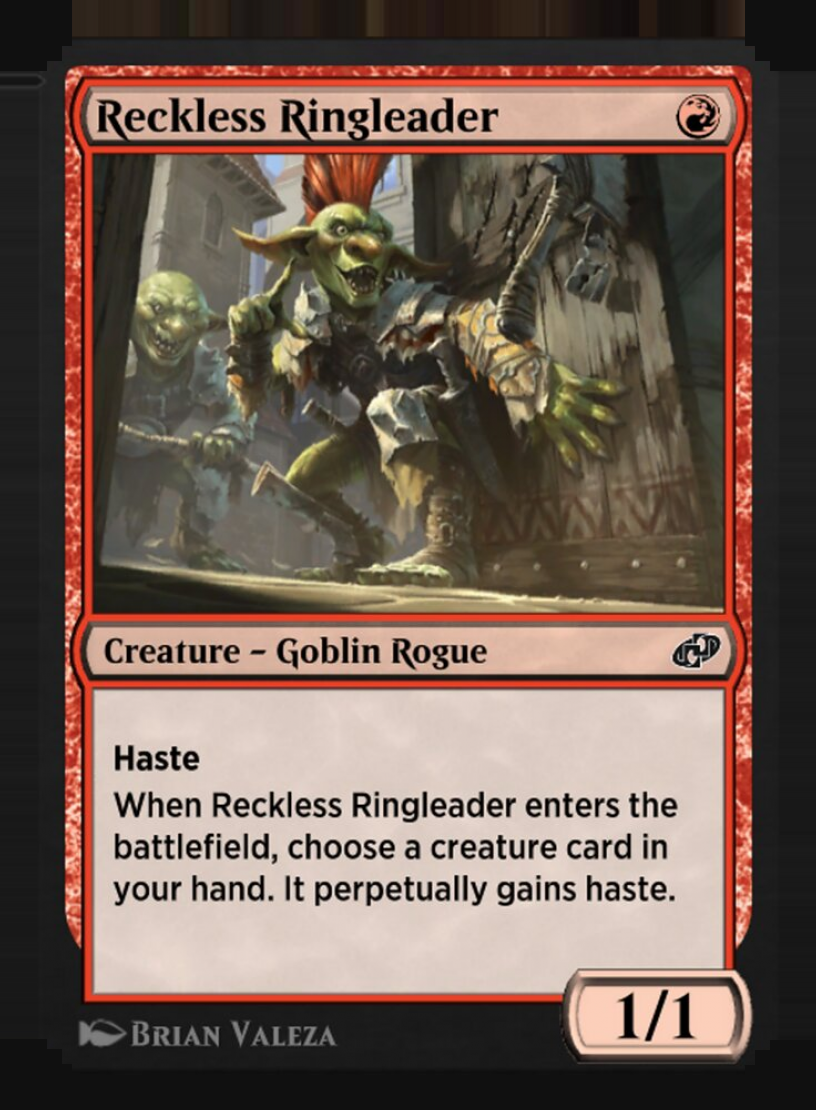 Reckless Ringleader
Creature – Goblin Rogue
Haste
When Reckless Ringleader enters the
battlefield, choose a creature card in
your hand. It perpetually gains haste.
1/1
BRIAN VALEZA